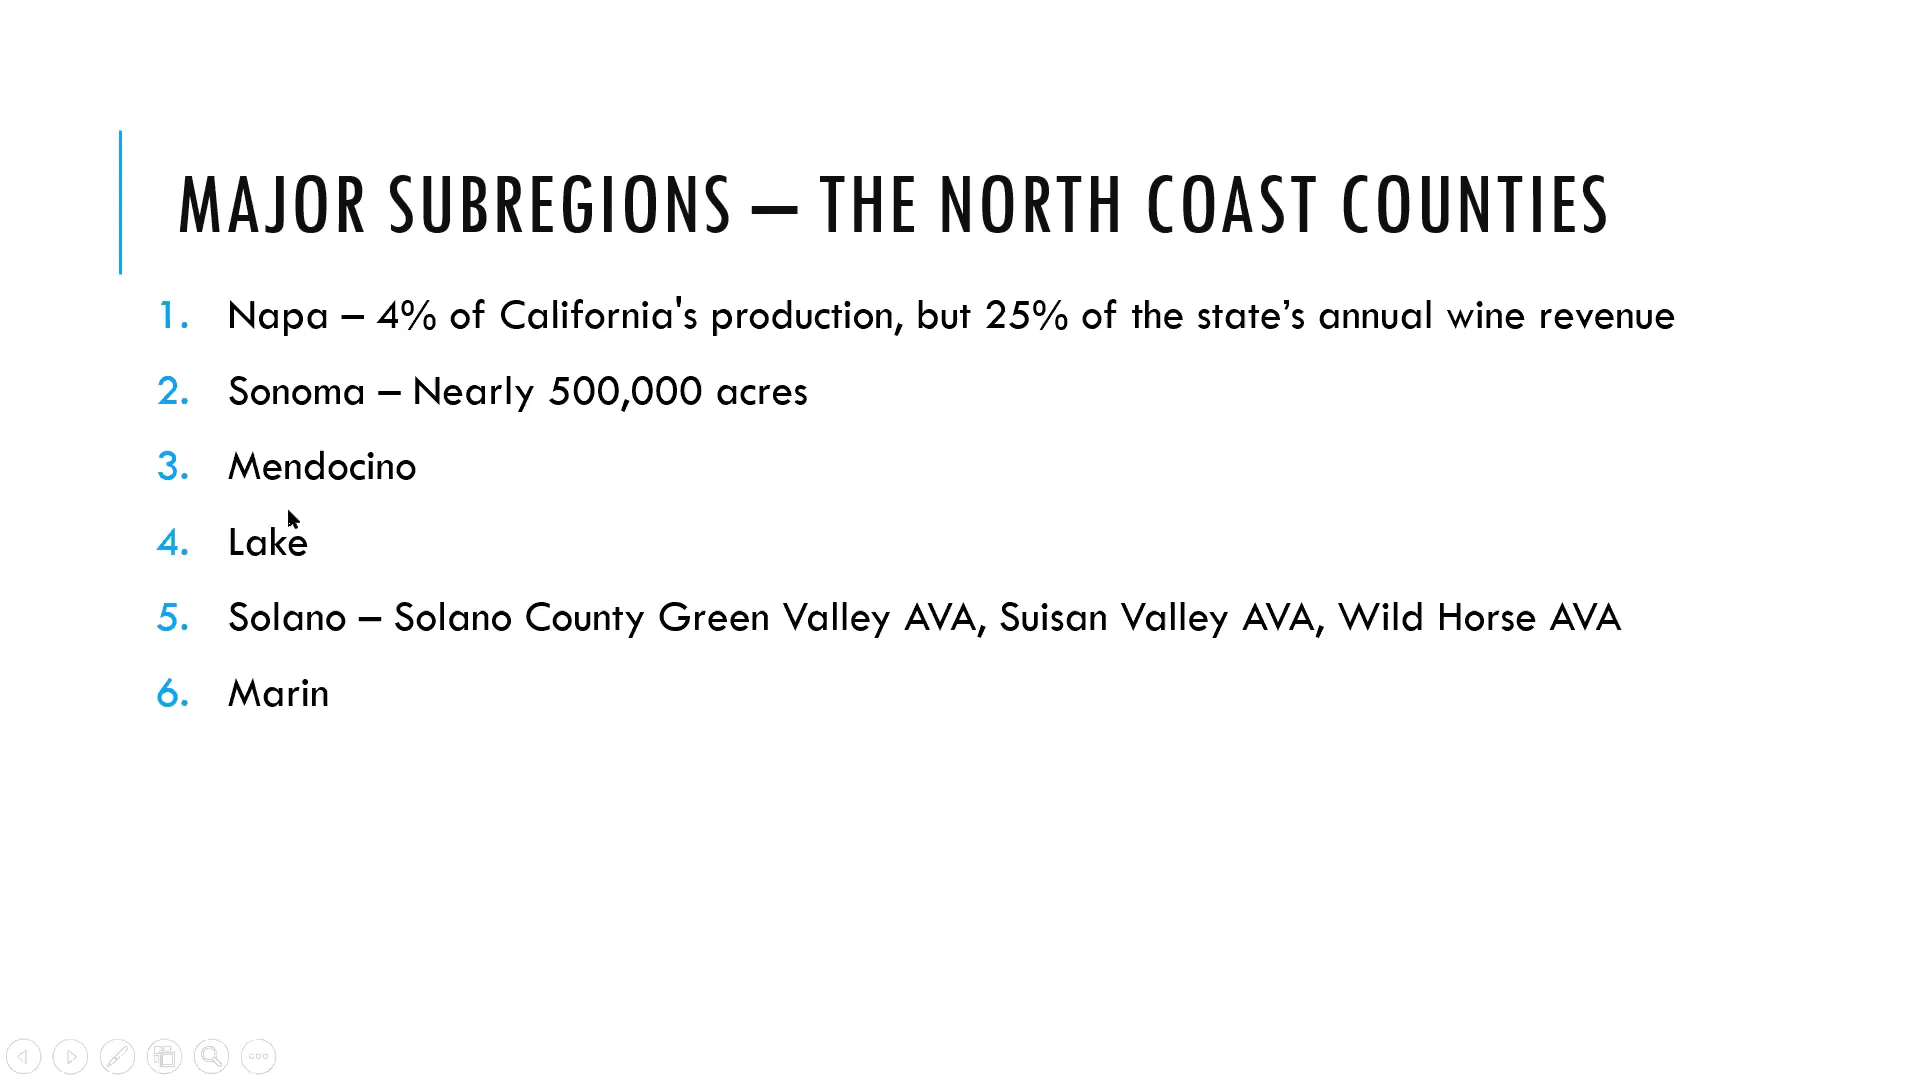 MAJOR SUBREGIONS – THE NORTH COAST COUNTIES
1. Napa – 4% of California's production, but 25% of the state’s annual wine revenue
2. Sonoma – Nearly 500,000 acres
3. Mendocino
4. Lake
5. Solano – Solano County Green Valley AVA, Suisan Valley AVA, Wild Horse AVA
6. Marin